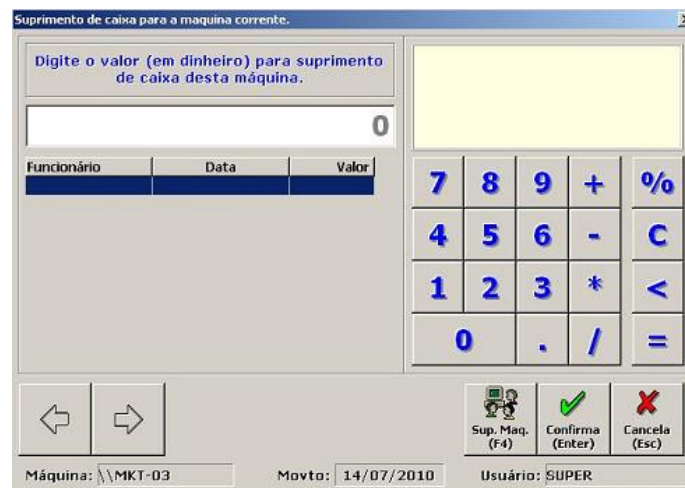 Suprimento de caixa para a maquina corrente.
Digite o valor (em dinheiro) para suprimento
de caixa desta máquina.
0
Funcionário Data Valor
7 8 9 + %
4 5 6 - C
1 2 3 * <
0 . / =
Sup. Maq.
(F4)
Confirma
(Enter)
Cancela
(Esc)
Máquina: \\MKT-03 Movto: 14/07/2010 Usuário: SUPER